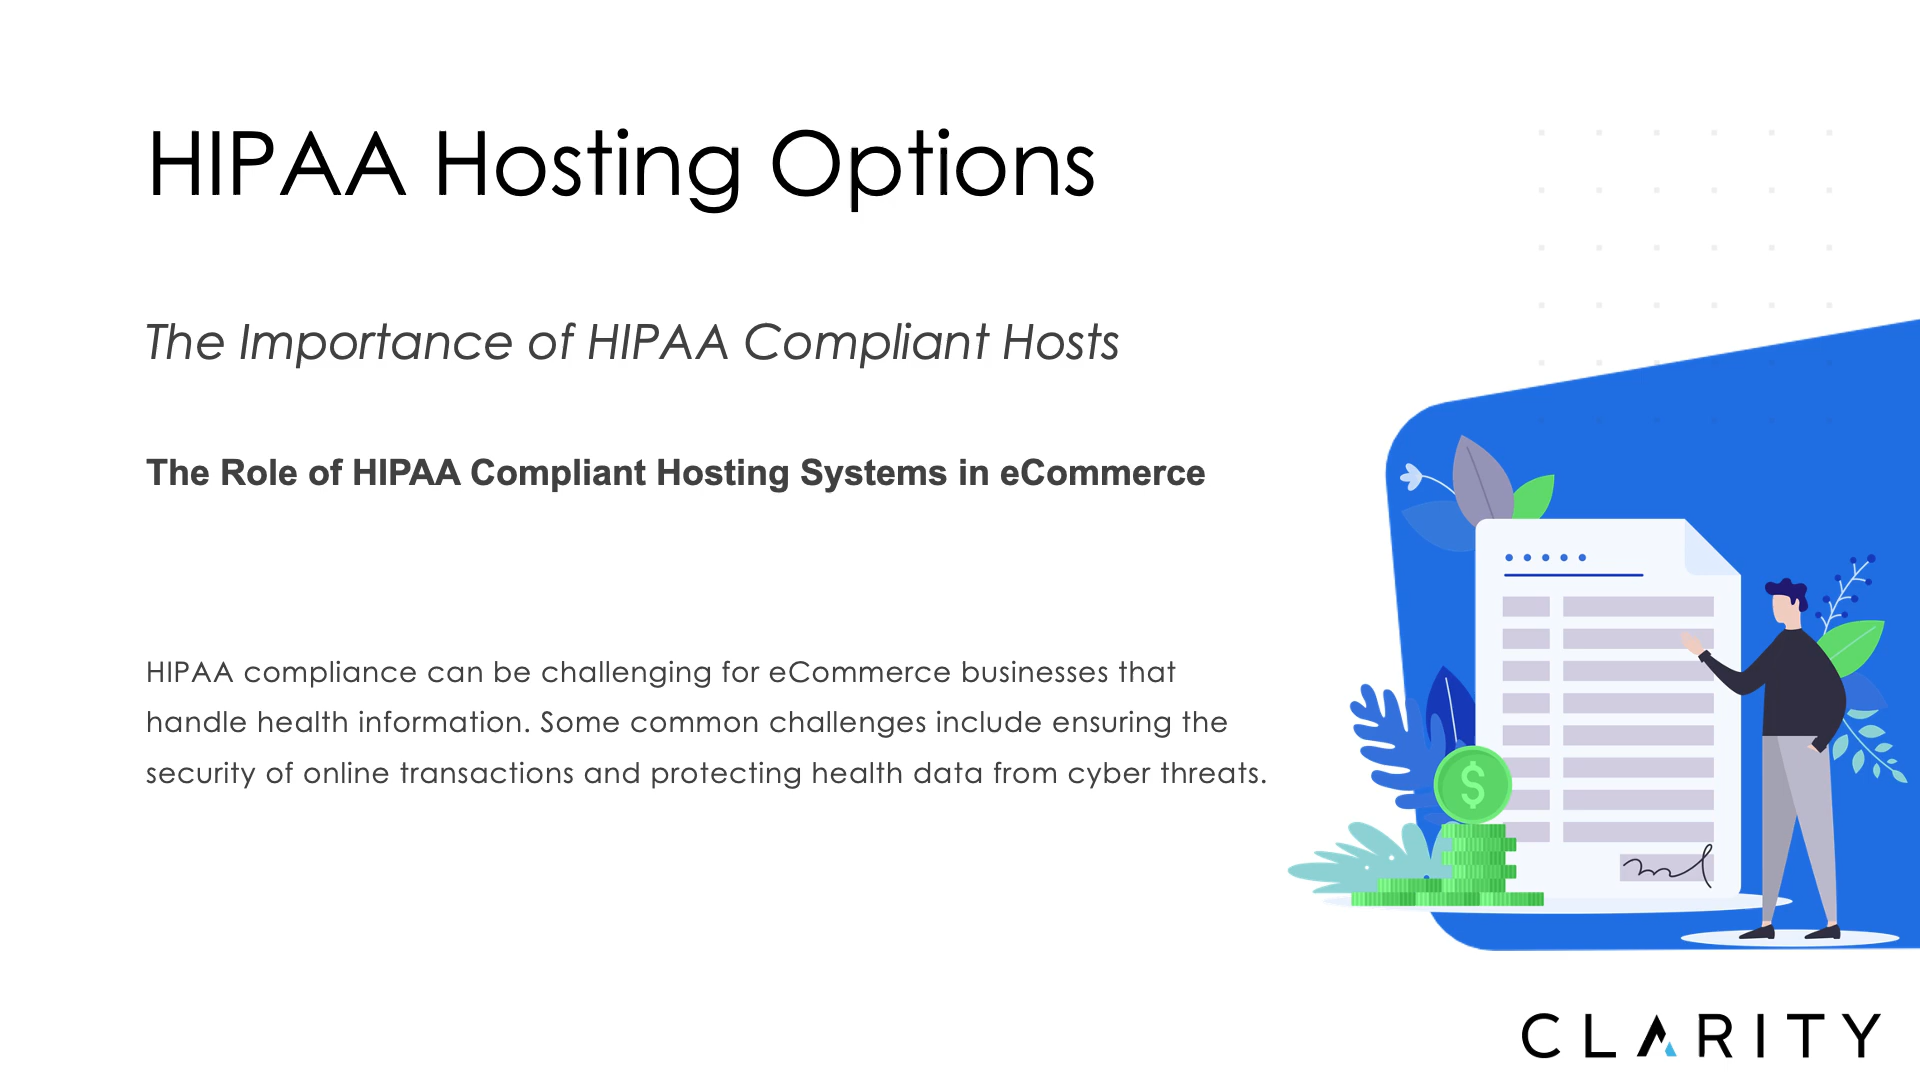 HIPAA Hosting Options
The Importance of HIPAA Compliant Hosts
The Role of HIPAA Compliant Hosting Systems in eCommerce
HIPAA compliance can be challenging for eCommerce businesses that
handle health information. Some common challenges include ensuring the
security of online transactions and protecting health data from cyber threats.
$
CLARITY